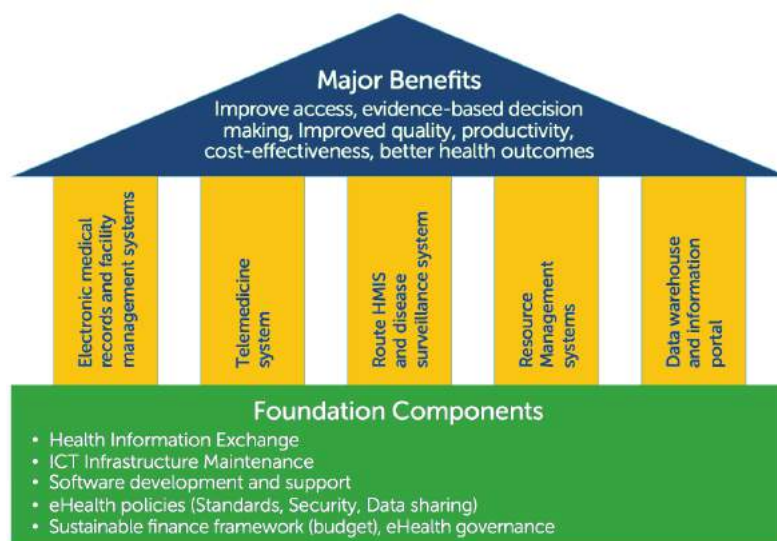 Major Benefits
Improve access, evidence-based decision
making, Improved quality, productivity,
cost-effectiveness, better health outcomes
Electronic medical
records and facility
management systems
Telemedicine
system
Route HMIS
and disease
surveillance system
Resource
Management
systems
Data warehouse
and information
portal
Foundation Components
• Health Information Exchange
• ICT Infrastructure Maintenance
• Software development and support
• eHealth policies (Standards, Security, Data sharing)
• Sustainable finance framework (budget), eHealth governance